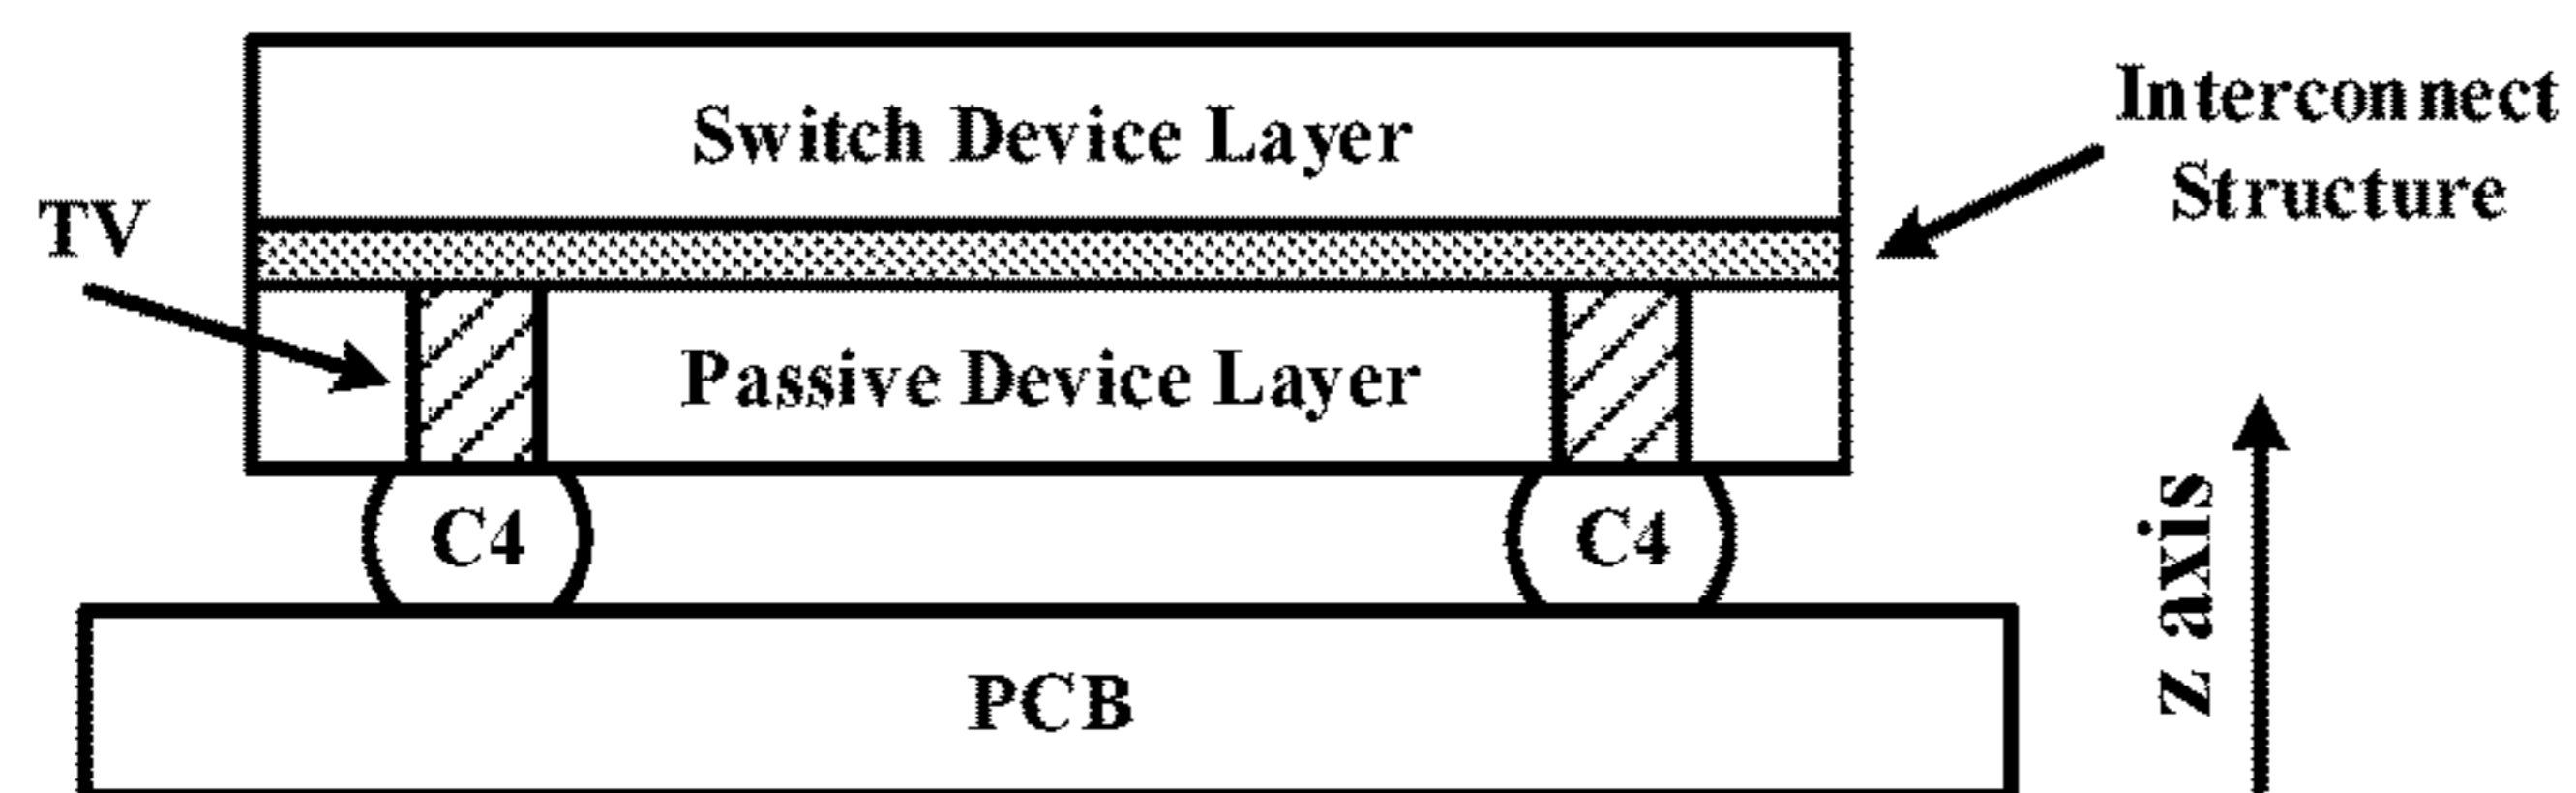 Switch Device Layer
Interconnect
Structure
TV
Passive Device Layer
C4
C4
z axis
PCB